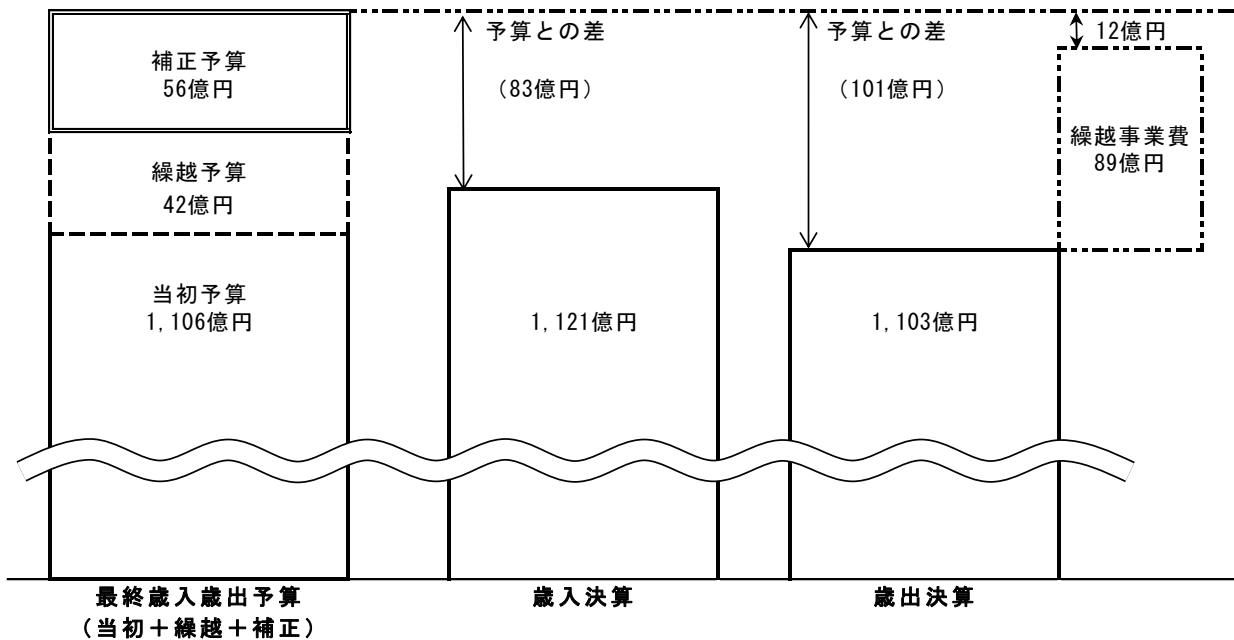 補正予算
56億円
繰越予算
42億円
当初予算
1,106億円
予算との差
(83億円)
1,121億円
予算との差
(101億円)
1,103億円
12億円
繰越事業費
89億円
最終歳入歳出予算
(当初＋繰越＋補正)
歳入決算
歳出決算